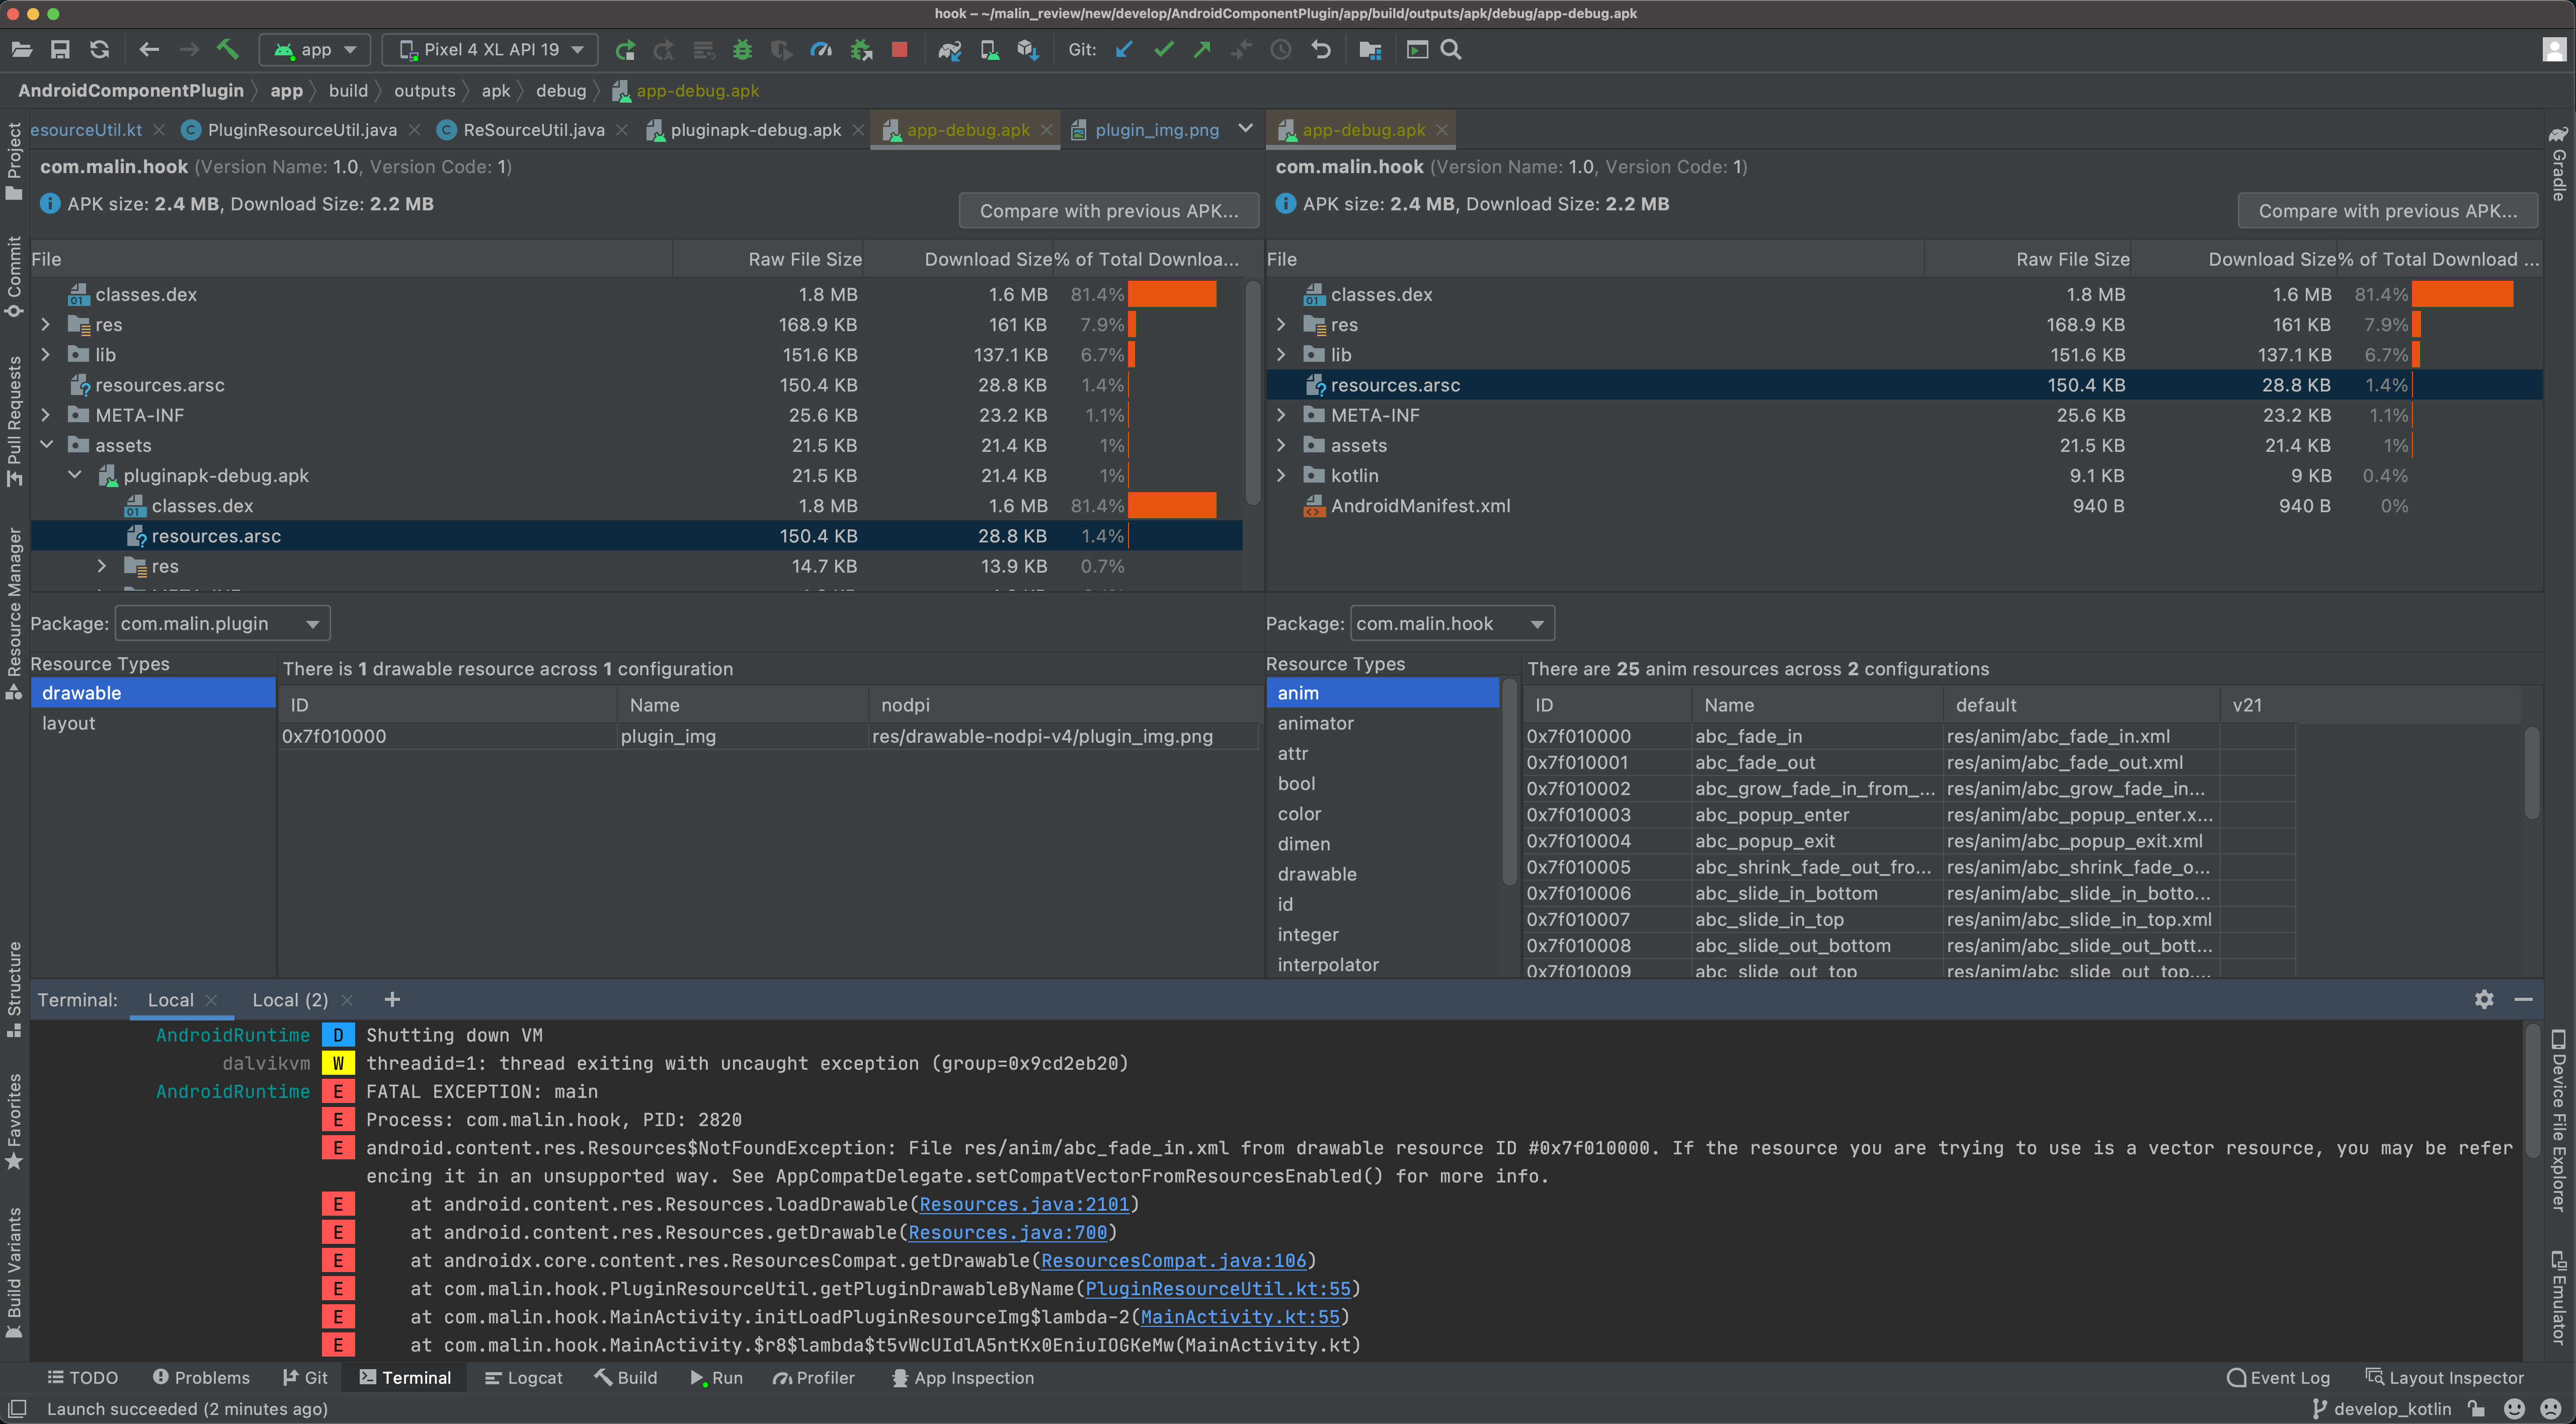 hook – ~/malin_review/new/develop/AndroidComponentPlugin/app/build/outputs/apk/debug/app-debug.apk
app
Pixel 4 XL API 19
Git:
AndroidComponentPlugin app build outputs apk debug app-debug.apk
esourceUtil.kt PluginResourceUtil.java ReSourceUtil.java pluginapk-debug.apk app-debug.apk plugin_img.png
app-debug.apk
Project
Commit
Pull Requests
Resource Manager
Structure
Favorites
Build Variants
com.malin.hook (Version Name: 1.0, Version Code: 1)
APK size: 2.4 MB, Download Size: 2.2 MB
Compare with previous APK...
File Raw File Size Download Size % of Total Downloa...
classes.dex 1.8 MB 1.6 MB 81.4%
res 168.9 KB 161 KB 7.9%
lib 151.6 KB 137.1 KB 6.7%
resources.arsc 150.4 KB 28.8 KB 1.4%
META-INF 25.6 KB 23.2 KB 1.1%
assets 21.5 KB 21.4 KB 1%
pluginapk-debug.apk 21.5 KB 21.4 KB 1%
classes.dex 1.8 MB 1.6 MB 81.4%
resources.arsc 150.4 KB 28.8 KB 1.4%
res 14.7 KB 13.9 KB 0.7%
Package: com.malin.plugin
Resource Types
drawable
layout
There is 1 drawable resource across 1 configuration
ID Name nodpi
0x7f010000 plugin_img res/drawable-nodpi-v4/plugin_img.png
com.malin.hook (Version Name: 1.0, Version Code: 1)
APK size: 2.4 MB, Download Size: 2.2 MB
Compare with previous APK...
File Raw File Size Download Size % of Total Download ...
classes.dex 1.8 MB 1.6 MB 81.4%
res 168.9 KB 161 KB 7.9%
lib 151.6 KB 137.1 KB 6.7%
resources.arsc 150.4 KB 28.8 KB 1.4%
META-INF 25.6 KB 23.2 KB 1.1%
assets 21.5 KB 21.4 KB 1%
kotlin 9.1 KB 9 KB 0.4%
AndroidManifest.xml 940 B 940 B 0%
Package: com.malin.hook
Resource Types
anim
animator
attr
bool
color
dimen
drawable
id
integer
interpolator
There are 25 anim resources across 2 configurations
ID Name default v21
0x7f010000 abc_fade_in res/anim/abc_fade_in.xml
0x7f010001 abc_fade_out res/anim/abc_fade_out.xml
0x7f010002 abc_grow_fade_in_from_... res/anim/abc_grow_fade_in...
0x7f010003 abc_popup_enter res/anim/abc_popup_enter.x...
0x7f010004 abc_popup_exit res/anim/abc_popup_exit.xml
0x7f010005 abc_shrink_fade_out_fro... res/anim/abc_shrink_fade_o...
0x7f010006 abc_slide_in_bottom res/anim/abc_slide_in_botto...
0x7f010007 abc_slide_in_top res/anim/abc_slide_in_top.xml
0x7f010008 abc_slide_out_bottom res/anim/abc_slide_out_bott...
0x7f010009 abc_slide_out_top res/anim/abc_slide_out_top....
Gradle
Device File Explorer
Emulator
Terminal: Local Local (2)
AndroidRuntime D Shutting down VM
dalvikvm W threadid=1: thread exiting with uncaught exception (group=0x9cd2eb20)
AndroidRuntime E FATAL EXCEPTION: main
E Process: com.malin.hook, PID: 2820
E android.content.res.Resources$NotFoundException: File res/anim/abc_fade_in.xml from drawable resource ID #0x7f010000. If the resource you are trying to use is a vector resource, you may be refer
encing it in an unsupported way. See AppCompatDelegate.setCompatVectorFromResourcesEnabled() for more info.
E at android.content.res.Resources.loadDrawable(Resources.java:2101)
E at android.content.res.Resources.getDrawable(Resources.java:700)
E at androidx.core.content.res.ResourcesCompat.getDrawable(ResourcesCompat.java:106)
E at com.malin.hook.PluginResourceUtil.getPluginDrawableByName(PluginResourceUtil.kt:55)
E at com.malin.hook.MainActivity.initLoadPluginResourceImg$lambda-2(MainActivity.kt:55)
E at com.malin.hook.MainActivity.$r8$lambda$t5vWcUIdlA5ntKx0EniuIOGKeMw(MainActivity.kt)
TODO Problems Git Terminal Logcat Build Run Profiler App Inspection Event Log Layout Inspector
Launch succeeded (2 minutes ago) develop_kotlin